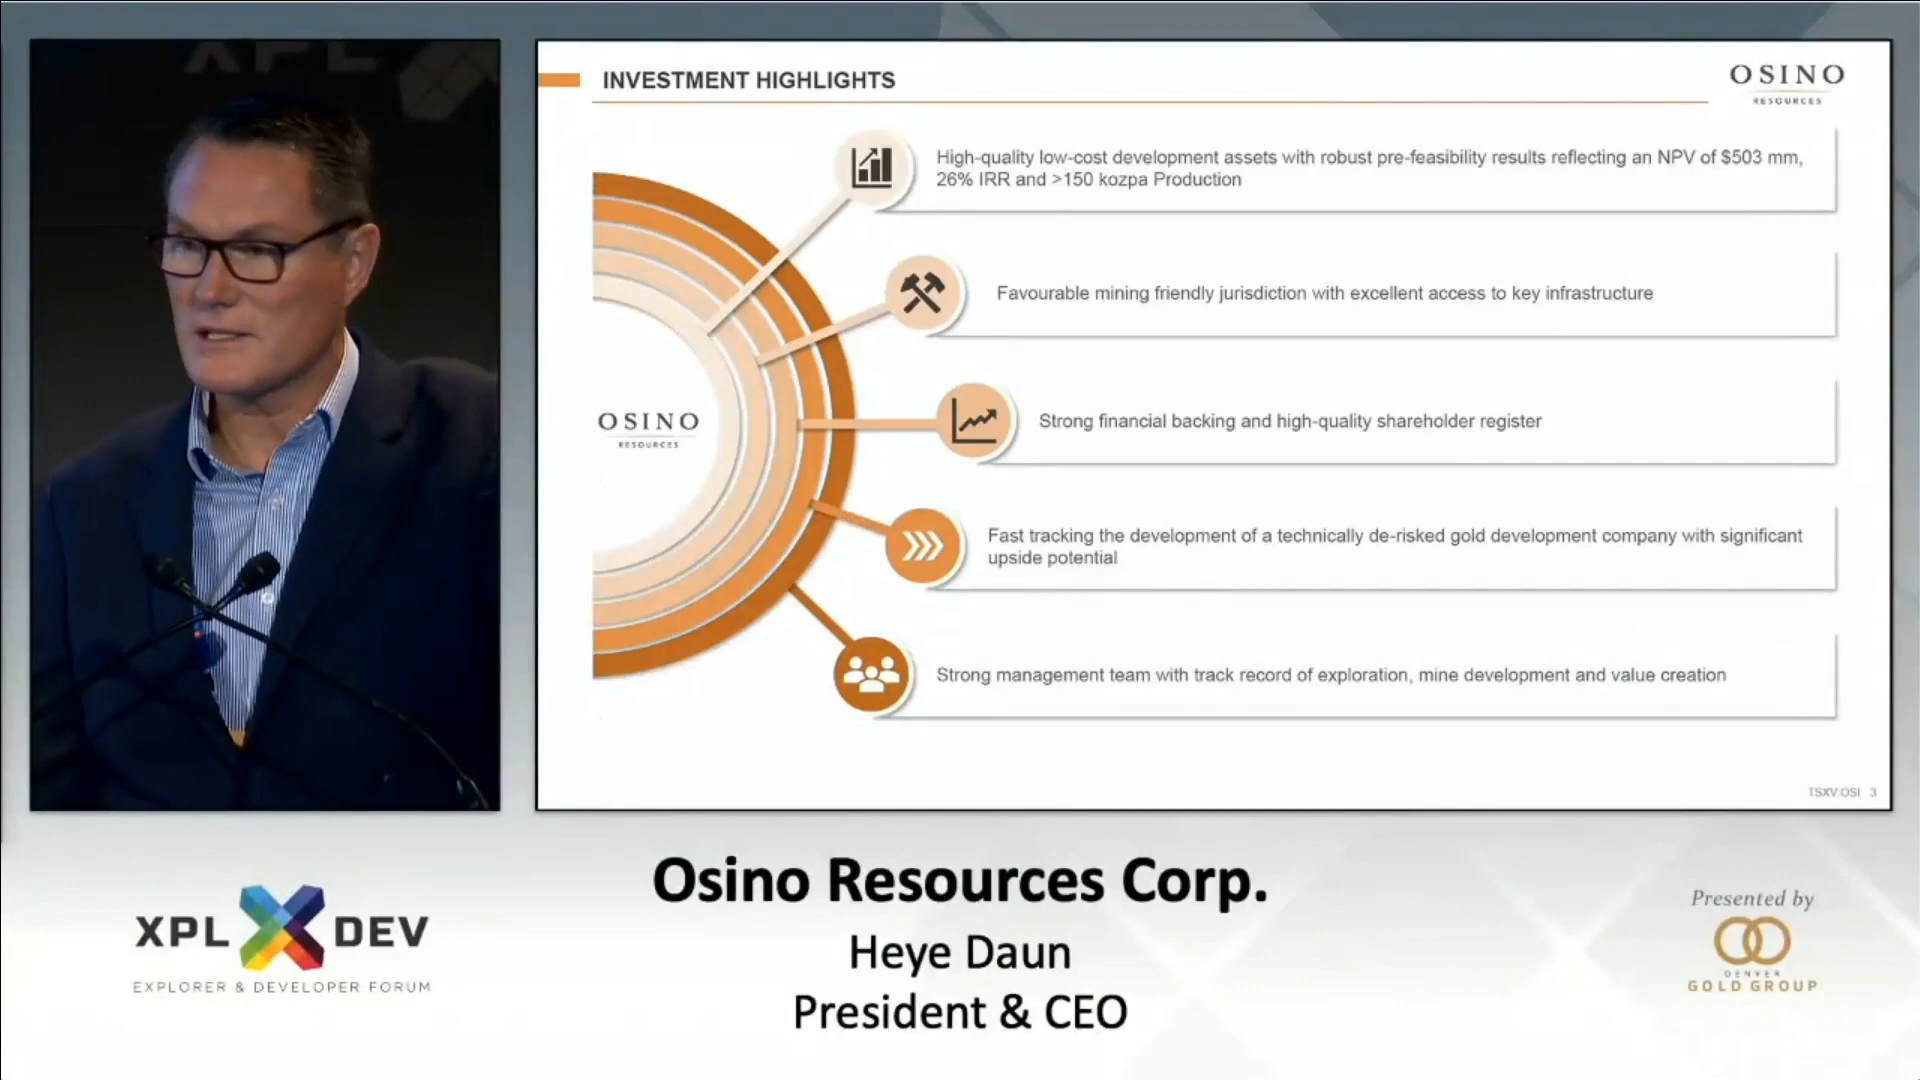 XPL
INVESTMENT HIGHLIGHTS
OSINO
RESOURCES
High-quality low-cost development assets with robust pre-feasibility results reflecting an NPV of $503 mm,
26% IRR and >150 kozpa Production
Favourable mining friendly jurisdiction with excellent access to key infrastructure
OSINO
RESOURCES
Strong financial backing and high-quality shareholder register
Fast tracking the development of a technically de-risked gold development company with significant
upside potential
Strong management team with track record of exploration, mine development and value creation
TSXV:OSI 3
XPL DEV
EXPLORER & DEVELOPER FORUM
Osino Resources Corp.
Heye Daun
President & CEO
Presented by
DENVER
GOLD GROUP